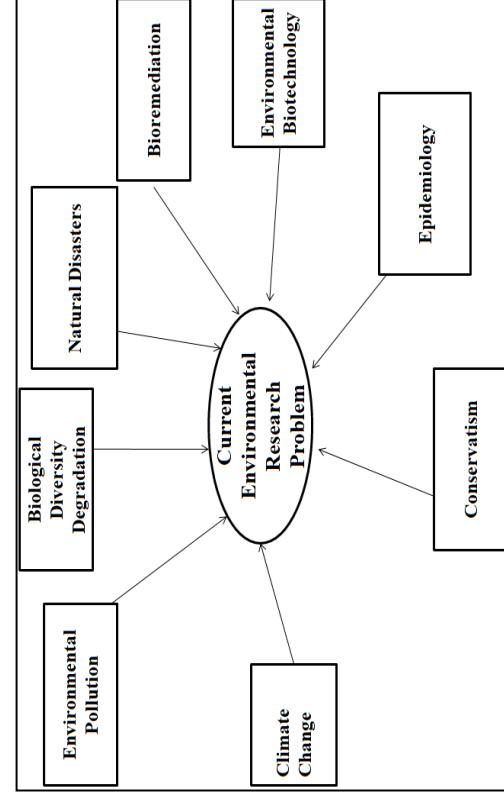 Environmental
Pollution
Biological
Diversity
Degradation
Natural Disasters
Bioremediation
Climate
Change
Current
Environmental
Research
Problem
Environmental
Biotechnology
Conservatism
Epidemiology